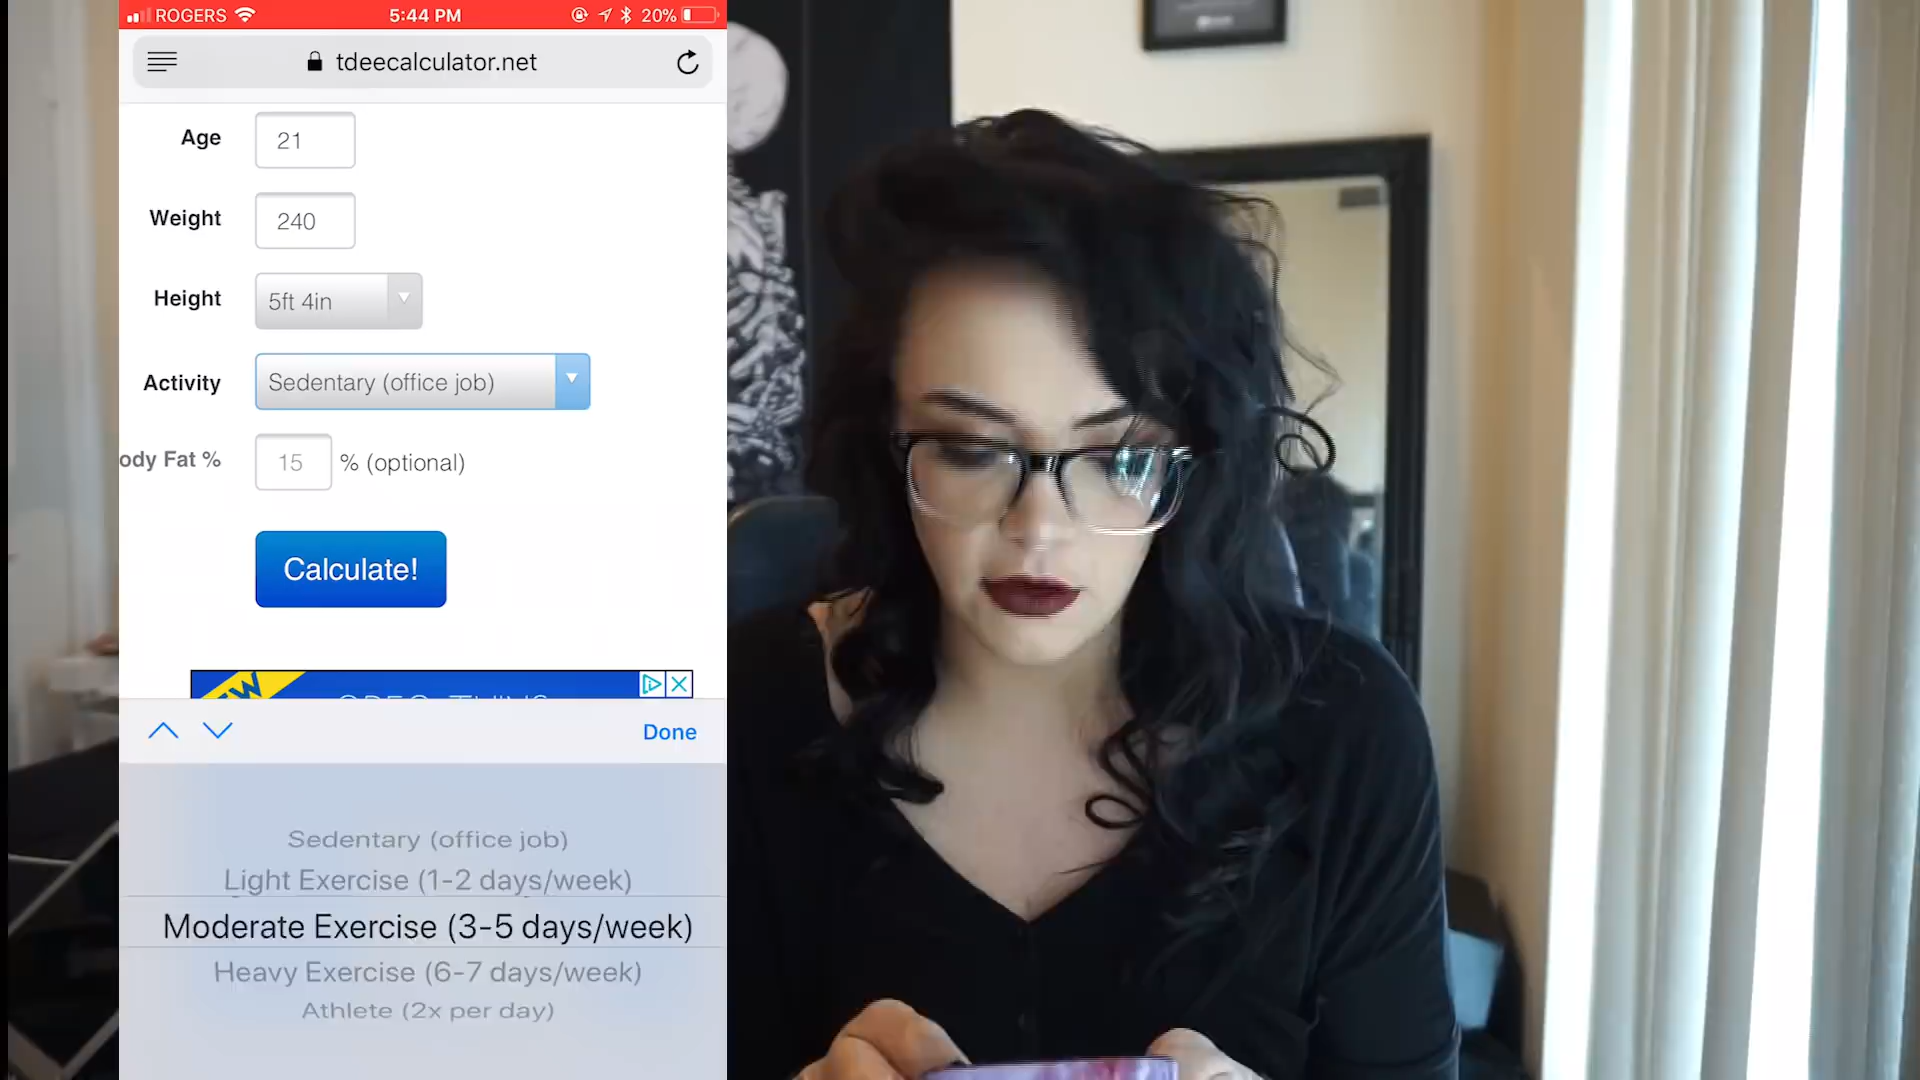 ROGERS 5:44 PM 20%
tdeecalculator.net
Age 21
Weight 240
Height 5ft 4in
Activity Sedentary (office job)
ody Fat % 15 % (optional)
Calculate!
Done
Sedentary (office job)
Light Exercise (1-2 days/week)
Moderate Exercise (3-5 days/week)
Heavy Exercise (6-7 days/week)
Athlete (2x per day)